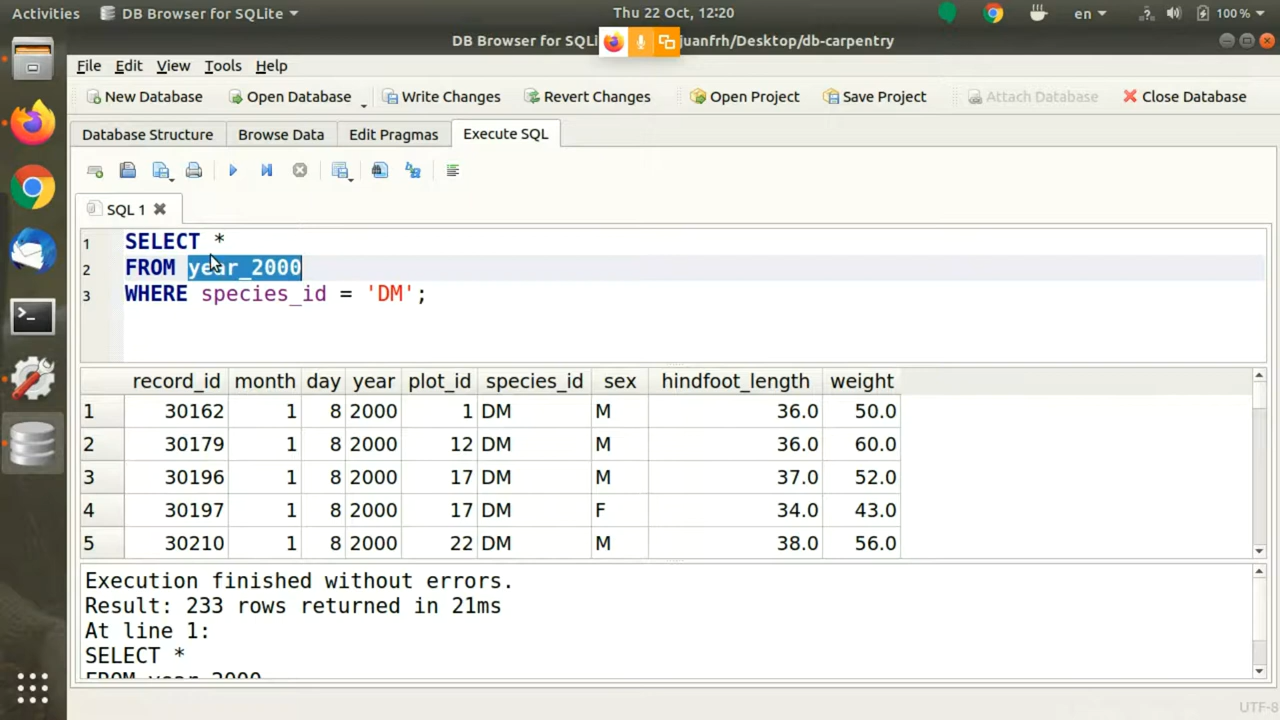 Activities DB Browser for SQLite Thu 22 Oct, 12:20 en 100 %
DB Browser for SQLi juanfrh/Desktop/db-carpentry
File Edit View Tools Help
New Database Open Database Write Changes Revert Changes Open Project Save Project Attach Database Close Database
Database Structure Browse Data Edit Pragmas Execute SQL
SQL 1
1 SELECT *
2 FROM year_2000
3 WHERE species_id = 'DM';
record_id month day year plot_id species_id sex hindfoot_length weight
1 30162 1 8 2000 1 DM M 36.0 50.0
2 30179 1 8 2000 12 DM M 36.0 60.0
3 30196 1 8 2000 17 DM M 37.0 52.0
4 30197 1 8 2000 17 DM F 34.0 43.0
5 30210 1 8 2000 22 DM M 38.0 56.0
Execution finished without errors.
Result: 233 rows returned in 21ms
At line 1:
SELECT *
FROM year_2000
UTF-8